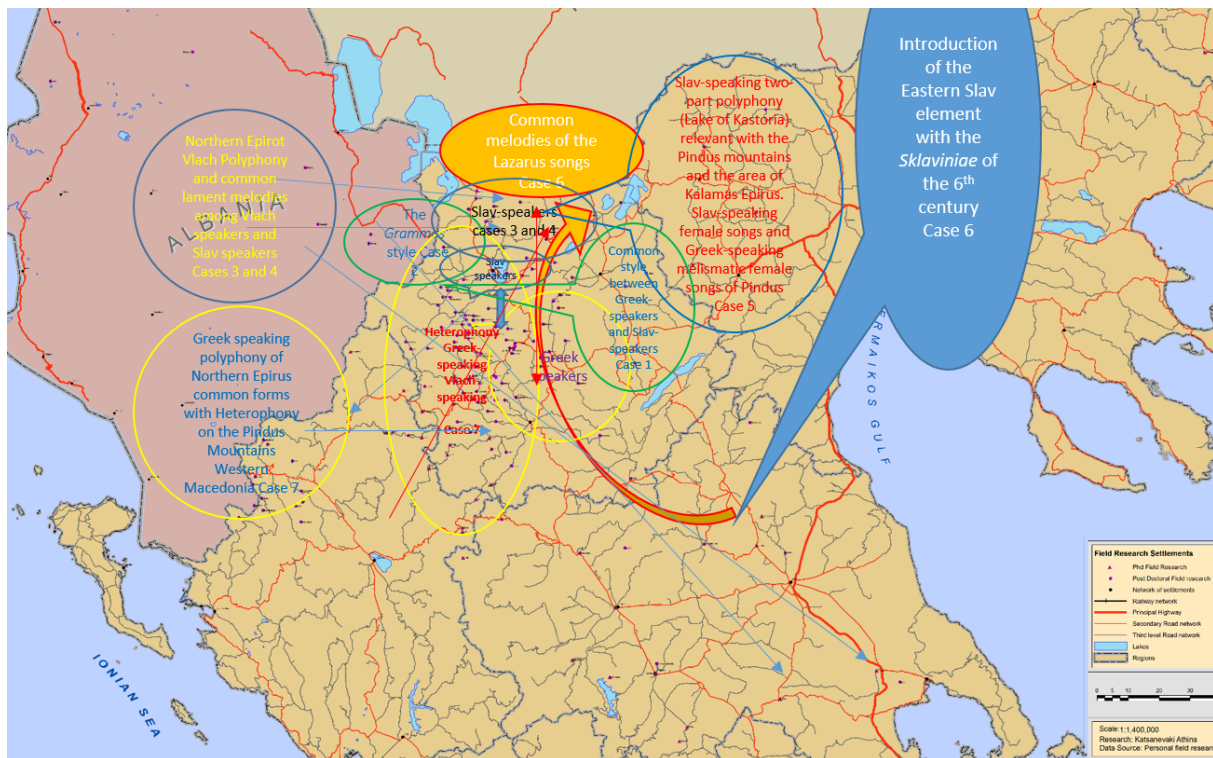 Northern Epirot
Vlach Polyphony
and common
lament melodies
among Vlach
speakers and
Slav speakers
Cases 3 and 4
ALBANIA
Greek speaking
polyphony of
Northern Epirus
common forms
with Heterophony
on the Pindus
Mountains
Western
Macedonia Case 7
The
Grammos
style Case
2
Common
melodies of the
Lazarus songs
Case 6
Slav-speakers
cases 3 and 4
Slav
speakers
Heterophony
Greek-
speaking
Vlach-
speaking
Case 7
Greek
speakers
Common
style
between
Greek-
speakers
and Slav-
speakers
Case 1
Slav-speaking two-
part polyphony
(Lake of Kastoria)
relevant with the
Pindus mountains
and the area of
Kalamas Epirus.
Slav-speaking
female songs and
Greek-speaking
melismatic female
songs of Pindus
Case 5
Introduction
of the
Eastern Slav
element
with the
Sklaviniae of
the 6th
century
Case 6
ERMAIKOS GULF
IONIAN SEA
Field Research Settlements
Phd Field Research
Post Doctoral Field research
Network of settlements
Railway network
Principal Highway
Secondary Road network
Third level Road network
Lakes
Regions
0 5 10 20 30
Scale:1:1,400,000
Research: Katsanevaki Athina
Data Source: Personal field resear